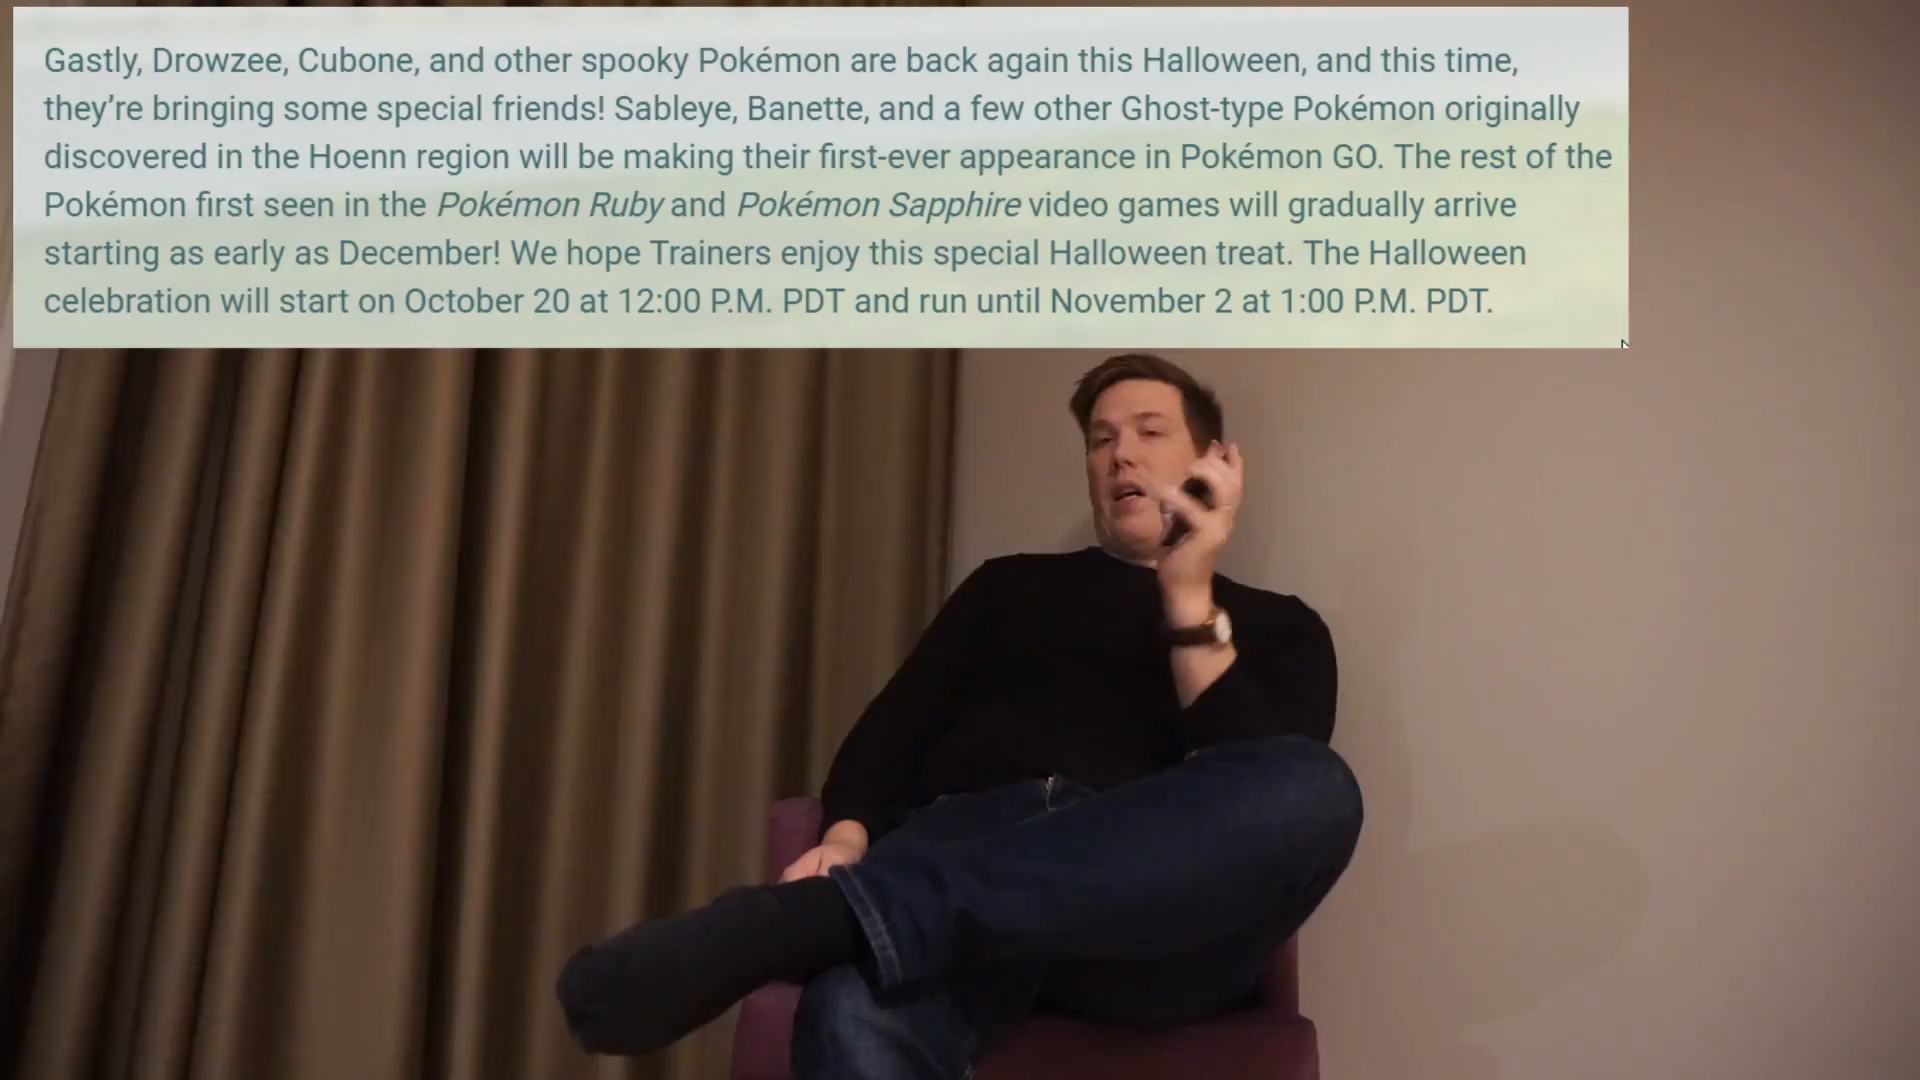 Gastly, Drowzee, Cubone, and other spooky Pokémon are back again this Halloween, and this time,
they’re bringing some special friends! Sableye, Banette, and a few other Ghost-type Pokémon originally
discovered in the Hoenn region will be making their first-ever appearance in Pokémon GO. The rest of the
Pokémon first seen in the Pokémon Ruby and Pokémon Sapphire video games will gradually arrive
starting as early as December! We hope Trainers enjoy this special Halloween treat. The Halloween
celebration will start on October 20 at 12:00 P.M. PDT and run until November 2 at 1:00 P.M. PDT.